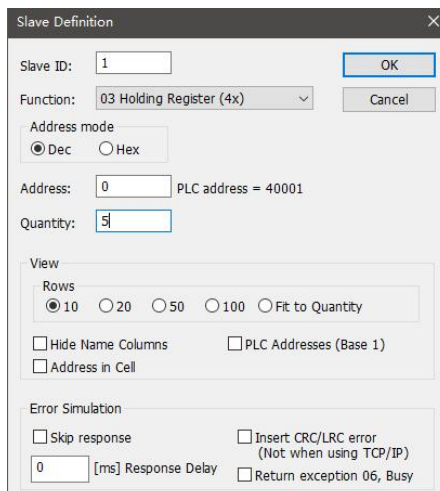 Slave Definition
Slave ID: 1 OK
Function: 03 Holding Register (4x) Cancel
Address mode
Dec Hex
Address: 0 PLC address = 40001
Quantity: 5
View
Rows
10 20 50 100 Fit to Quantity
Hide Name Columns PLC Addresses (Base 1)
Address in Cell
Error Simulation
Skip response Insert CRC/LRC error
(Not when using TCP/IP)
0 [ms] Response Delay
Return exception 06, Busy